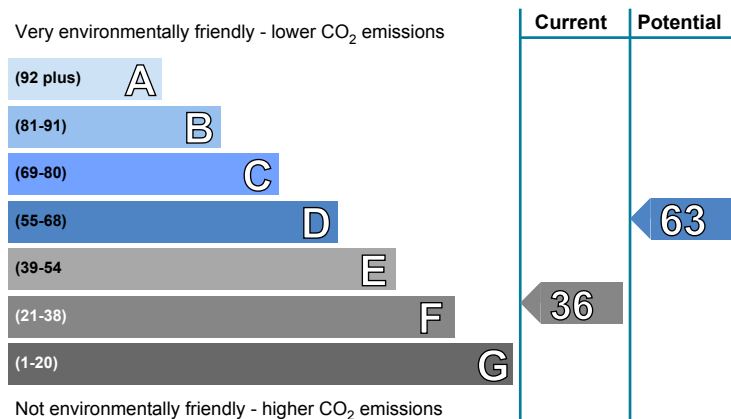 Very environmentally friendly - lower CO2 emissions
Current Potential
(92 plus) A
(81-91) B
(69-80) C
(55-68) D
63
(39-54 E
(21-38) F
36
(1-20) G
Not environmentally friendly - higher CO2 emissions